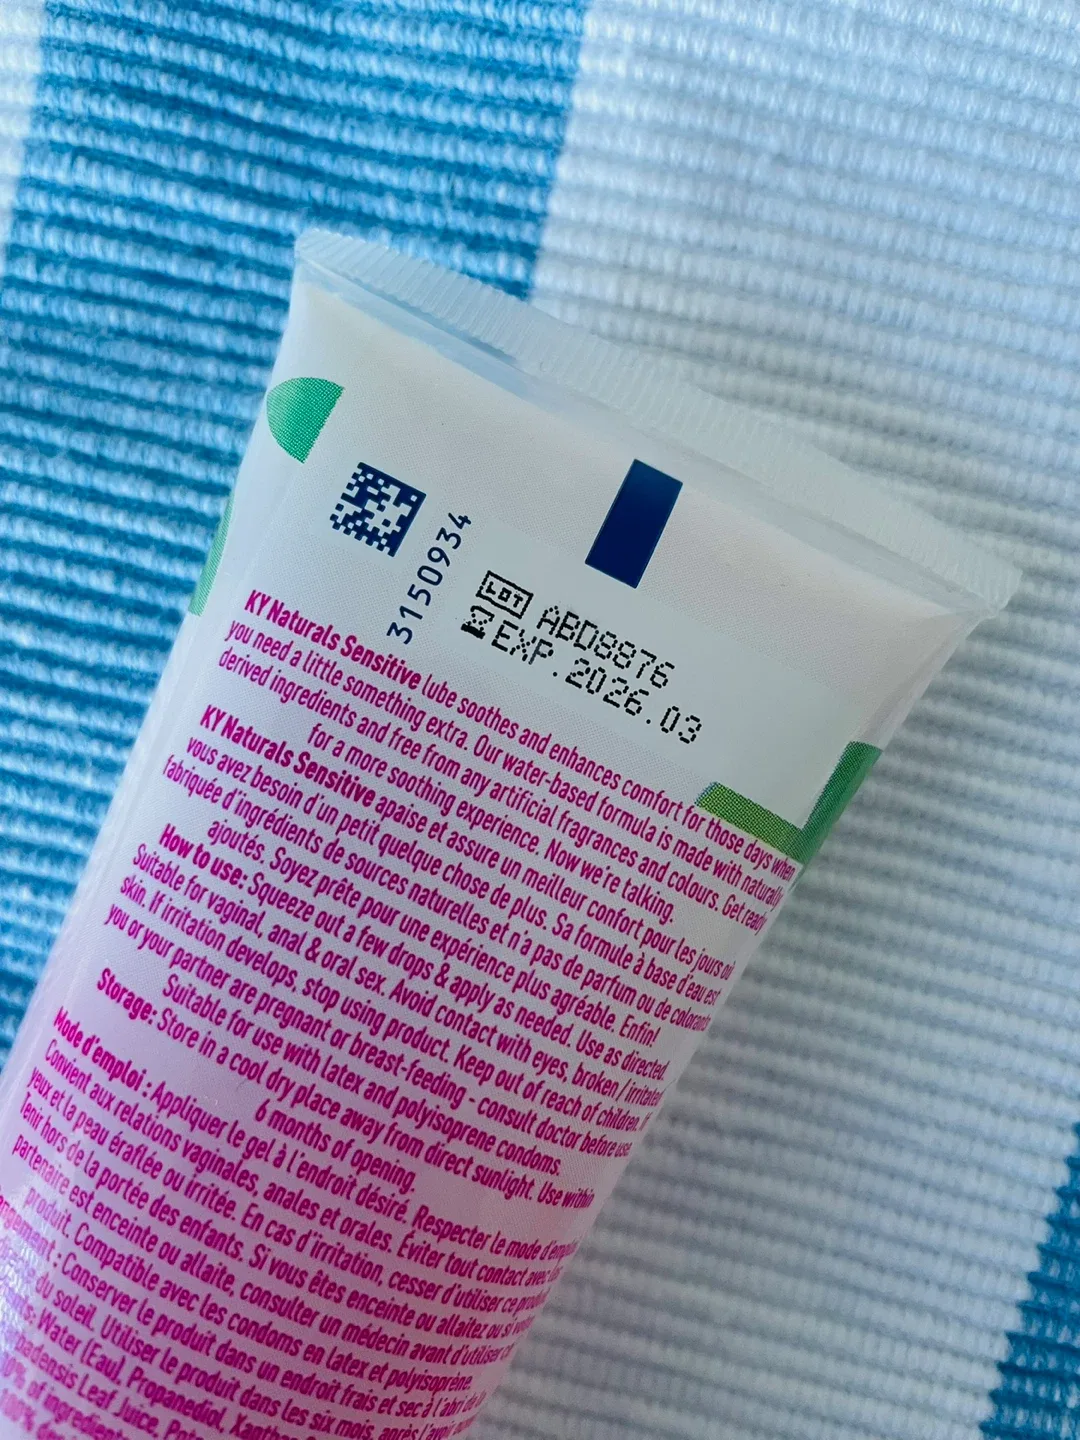 3150934
LOT ABD8876
EXP.2026.03
KY Naturals Sensitive lube soothes and enhances comfort for those days when
you need a little something extra. Our water-based formula is made with naturally
derived ingredients and free from any artificial fragrances and colours. Get ready
for a more soothing experience. Now we're talking.
KY Naturals Sensitive apaise et assure un meilleur confort pour les jours où
vous avez besoin d'un petit quelque chose de plus. Sa formule à base d'eau est
fabriquée d'ingrédients de sources naturelles et n'a pas de parfum ou de colorants
ajoutés. Soyez prête pour une expérience plus agréable. Enfin!
How to use: Squeeze out a few drops & apply as needed. Use as directed.
Suitable for vaginal, anal & oral sex. Avoid contact with eyes, broken / irritated
skin. If irritation develops, stop using product. Keep out of reach of children. If
you or your partner are pregnant or breast-feeding - consult doctor before use.
Suitable for use with latex and polyisoprene condoms.
Storage: Store in a cool dry place away from direct sunlight. Use within
6 months of opening.
Mode d'emploi : Appliquer le gel à l'endroit désiré. Respecter le mode
Convient aux relations vaginales, anales et orales. Éviter tout contact avec
yeux et la peau éraflée ou irritée. En cas d'irritation, cesser d'utiliser ce
Tenir hors de la portée des enfants. Si vous êtes enceinte ou allaitez ou si
partenaire est enceinte ou allaite, consulter un médecin avant d'utiliser
produit. Compatible avec les condoms en latex et polyisoprène.
: Conserver le produit dans un endroit frais et sec à l'abri de
du soleil. Utiliser le produit dans les six mois, après l'avoir
Water (Eau), Propanediol,
Leaf Juice,
of